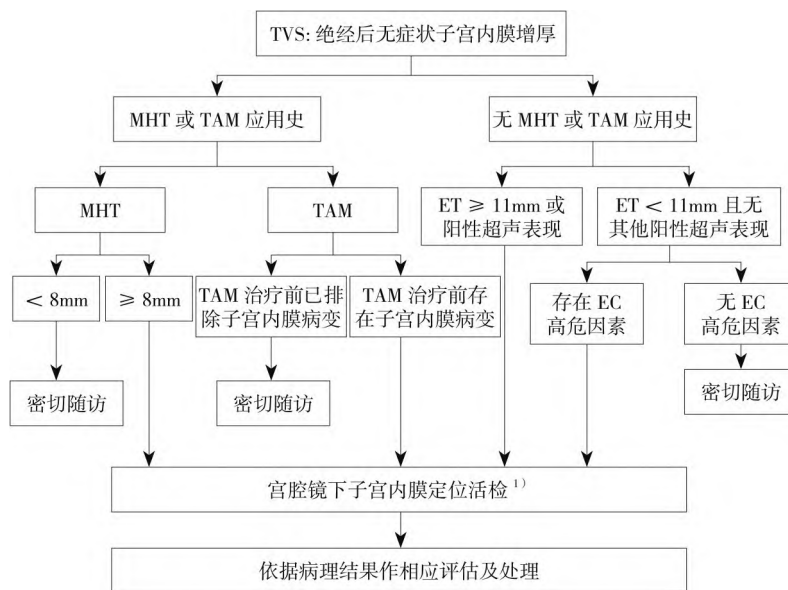 TVS: 绝经后无症状子宫内膜增厚
MHT 或 TAM 应用史
无 MHT 或 TAM 应用史
MHT
TAM
ET ≥ 11mm 或
阳性超声表现
ET < 11mm 且无
其他阳性超声表现
< 8mm
≥ 8mm
TAM 治疗前已排
除子宫内膜病变
TAM 治疗前存
在子宫内膜病变
存在 EC
高危因素
无 EC
高危因素
密切随访
密切随访
密切随访
宫腔镜下子宫内膜定位活检 1)
依据病理结果作相应评估及处理